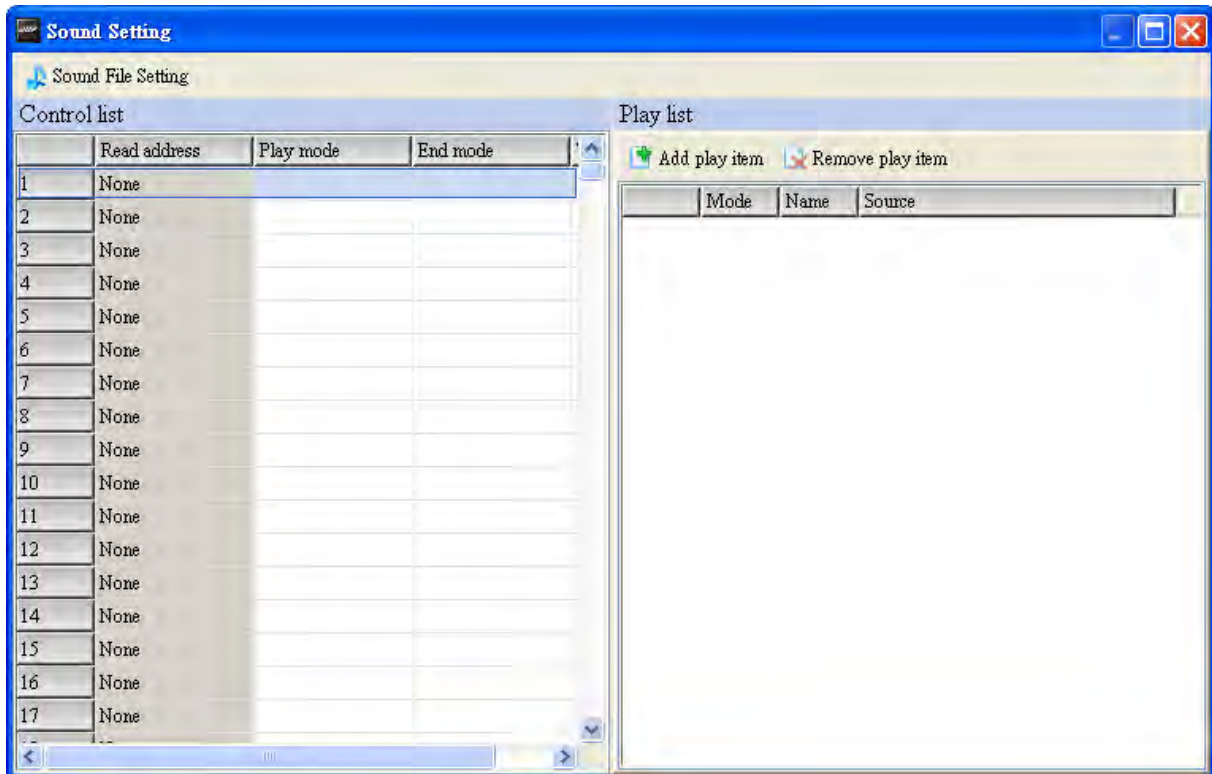 Sound Setting
Sound File Setting
Control list
Read address Play mode End mode
1 None
2 None
3 None
4 None
5 None
6 None
7 None
8 None
9 None
10 None
11 None
12 None
13 None
14 None
15 None
16 None
17 None
Play list
Add play item Remove play item
Mode Name Source